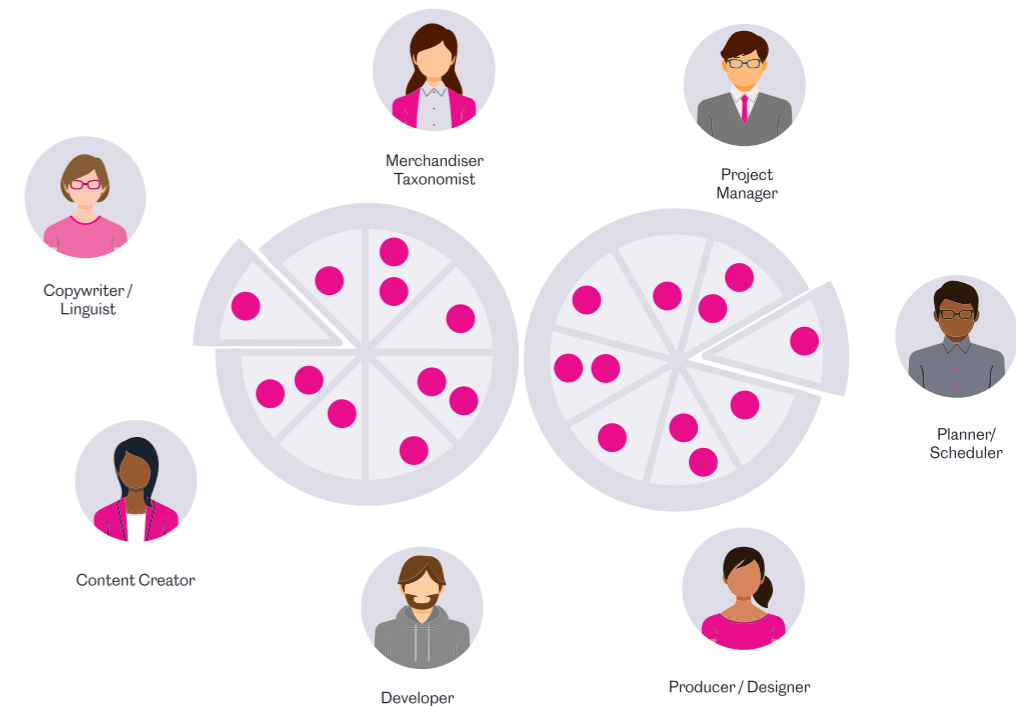 Merchandiser
Taxonomist
Project
Manager
Copywriter /
Linguist
Planner/
Scheduler
Content Creator
Developer
Producer / Designer